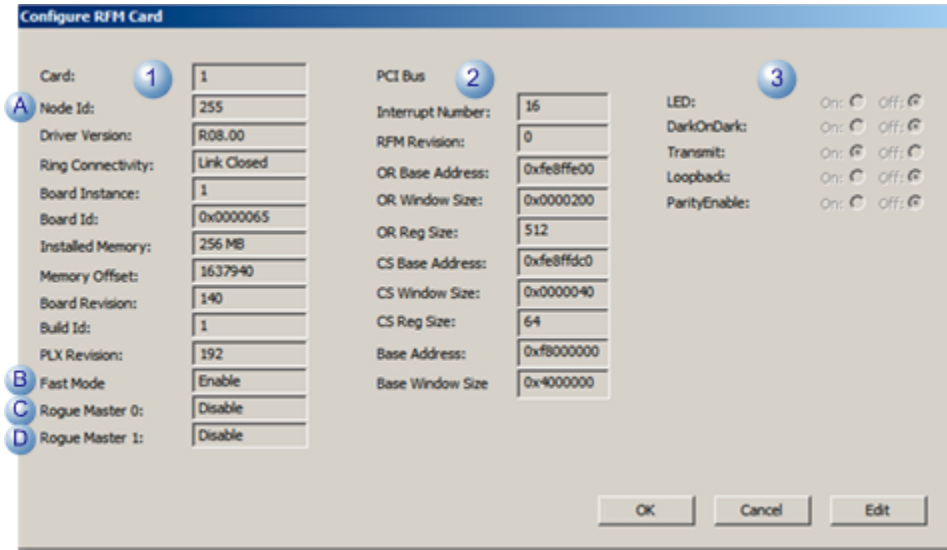 Configure RFM Card
1
Card: 1
A Node Id: 255
Driver Version: R08.00
Ring Connectivity: Link Closed
Board Instance: 1
Board Id: 0x0000065
Installed Memory: 256 MB
Memory Offset: 1637940
Board Revision: 140
Build Id: 1
PLX Revision: 192
B Fast Mode Enable
C Rogue Master 0: Disable
D Rogue Master 1: Disable
PCI Bus 2
Interrupt Number: 16
RFM Revision: 0
OR Base Address: 0xfe8ffe00
OR Window Size: 0x0000200
OR Reg Size: 512
CS Base Address: 0xfe8ffdc0
CS Window Size: 0x0000040
CS Reg Size: 64
Base Address: 0xf8000000
Base Window Size 0x4000000
3
LED: On: Off:
DarkOnDark: On: Off:
Transmit: On: Off:
Loopback: On: Off:
ParityEnable: On: Off:
OK Cancel Edit